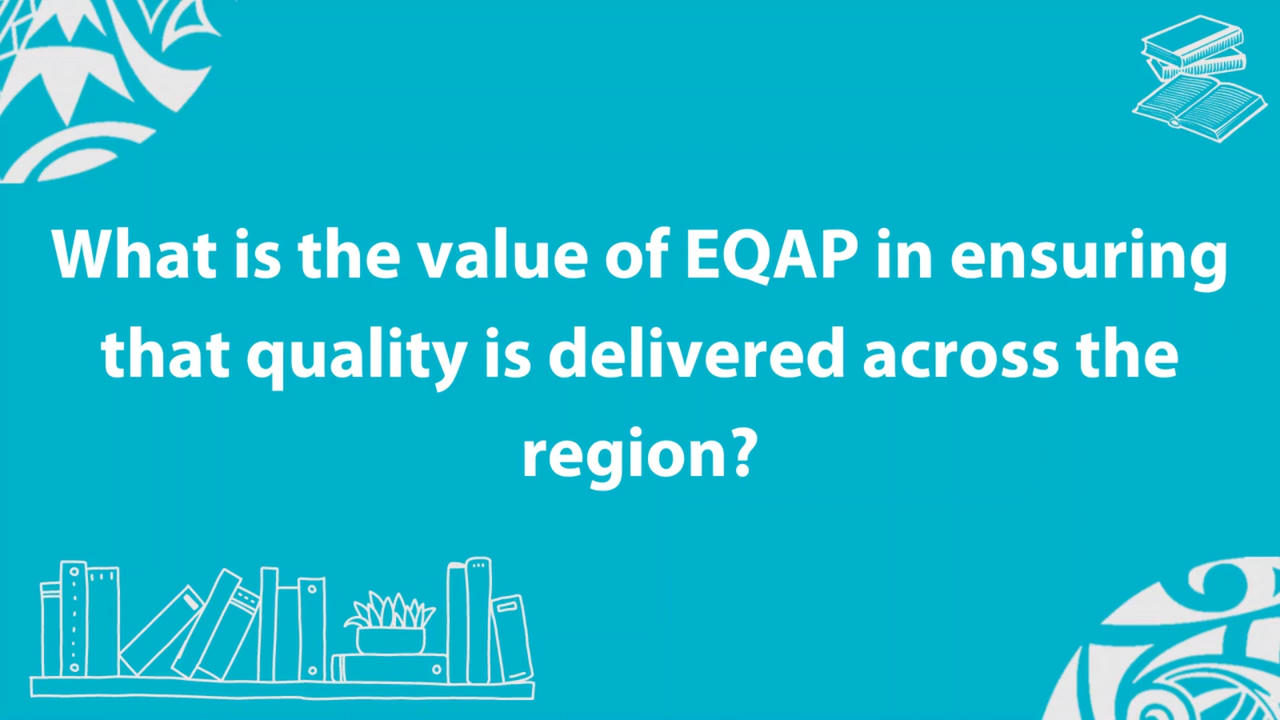 What is the value of EQAP in ensuring
that quality is delivered across the
region?